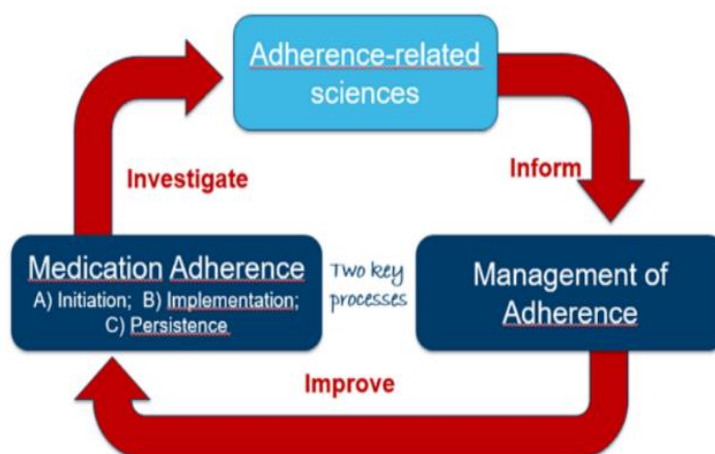 Adherence-related
sciences
Investigate
Inform
Medication Adherence
A) Initiation; B) Implementation;
C) Persistence
Two key
processes
Management of
Adherence
Improve